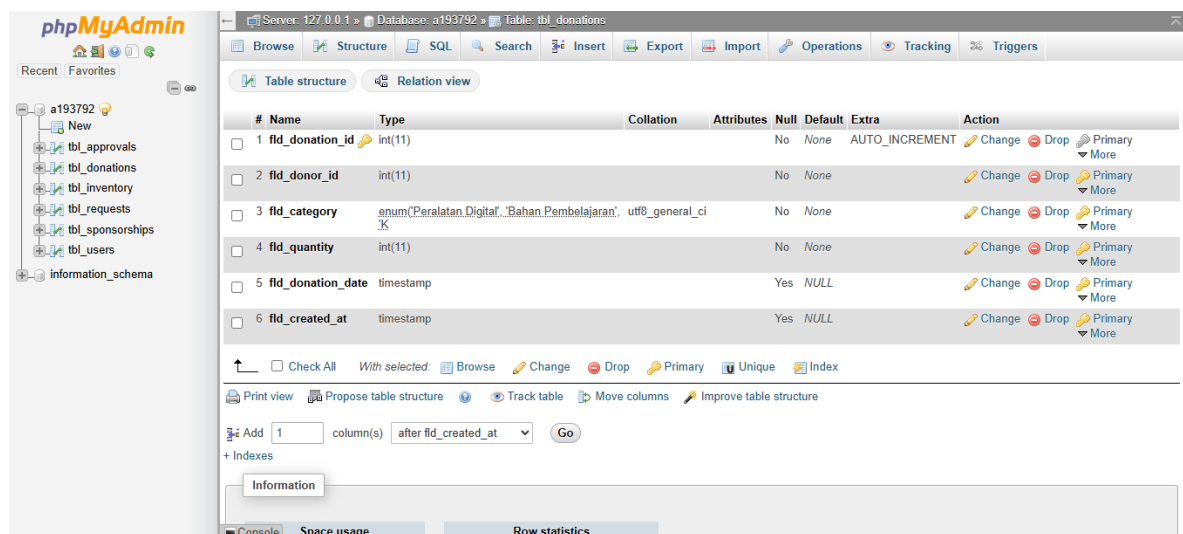 phpMyAdmin
Recent Favorites
a193792
New
tbl_approvals
tbl_donations
tbl_inventory
tbl_requests
tbl_sponsorships
tbl_users
information_schema
Server: 127.0.0.1 » Database: a193792 » Table: tbl_donations
Browse Structure SQL Search Insert Export Import Operations Tracking Triggers
Table structure Relation view
# Name Type Collation Attributes Null Default Extra Action
1 fld_donation_id int(11) No None AUTO_INCREMENT Change Drop Primary
More
2 fld_donor_id int(11) No None Change Drop Primary
More
3 fld_category enum('Peralatan Digital', 'Bahan Pembelajaran', utf8_general_ci No None Change Drop Primary
'K More
4 fld_quantity int(11) No None Change Drop Primary
More
5 fld_donation_date timestamp Yes NULL Change Drop Primary
More
6 fld_created_at timestamp Yes NULL Change Drop Primary
More
Check All With selected: Browse Change Drop Primary Unique Index
Print view Propose table structure Track table Move columns Improve table structure
Add 1 column(s) after fld_created_at Go
+ Indexes
Information
Console Space usage Row statistics